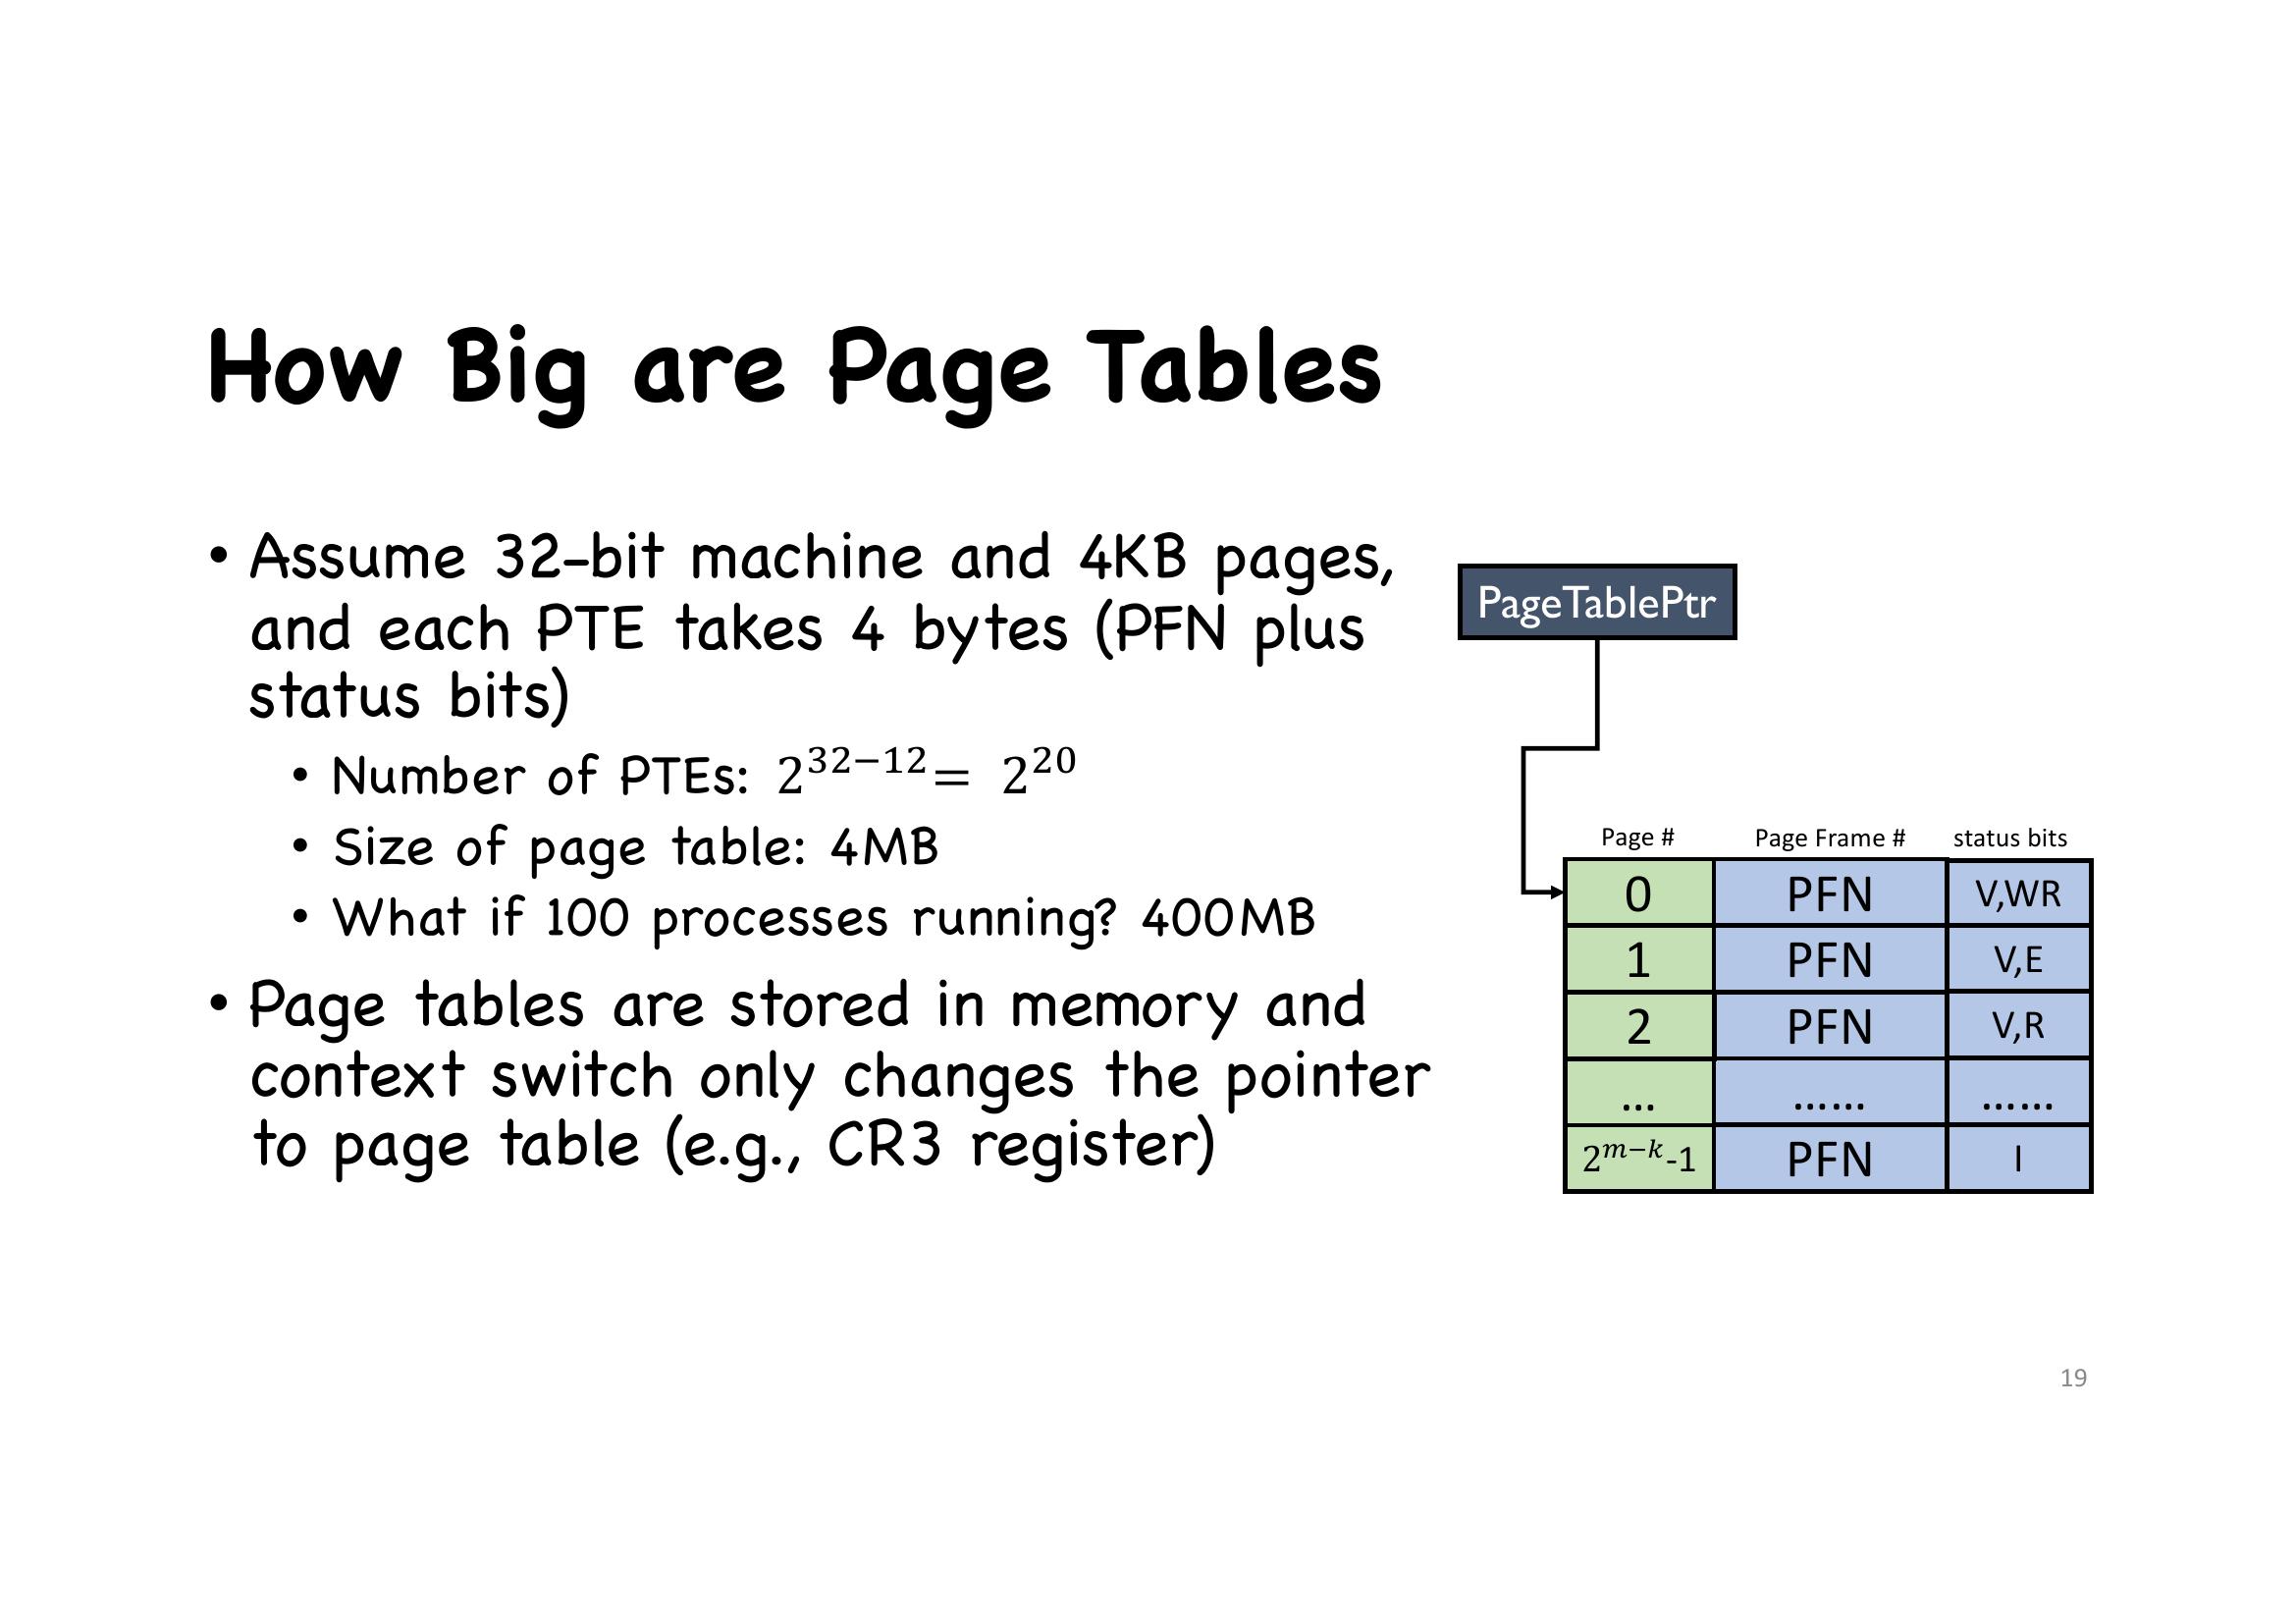 How Big are Page Tables
• Assume 32-bit machine and 4KB pages,
and each PTE takes 4 bytes (PFN plus
status bits)
• Number of PTEs: 2^{32−12} = 2^{20}
• Size of page table: 4MB
• What if 100 processes running? 400MB
• Page tables are stored in memory and
context switch only changes the pointer
to page table (e.g., CR3 register)
PageTablePtr
Page # Page Frame # status bits
0 PFN V,WR
1 PFN V,E
2 PFN V,R
... ...... ......
2^{m−k}-1 PFN I
19